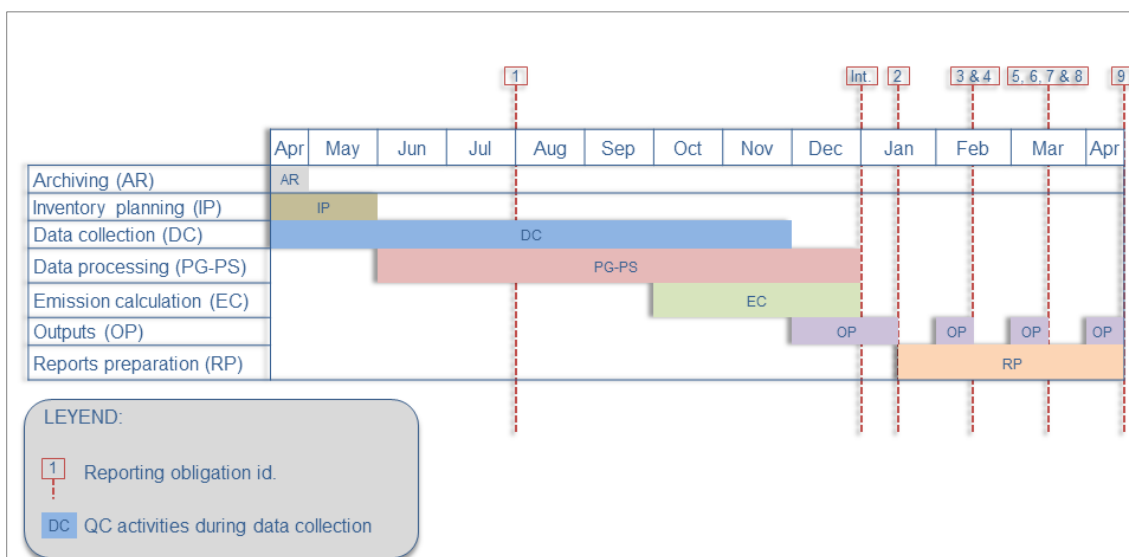 1 Int. 2 3 & 4 5, 6, 7 & 8 9
Apr May Jun Jul Aug Sep Oct Nov Dec Jan Feb Mar Apr
Archiving (AR) AR
Inventory planning (IP) IP
Data collection (DC) DC
Data processing (PG-PS) PG-PS
Emission calculation (EC) EC
Outputs (OP) OP OP OP OP
Reports preparation (RP) RP
LEYEND:
1 Reporting obligation id.
DC QC activities during data collection